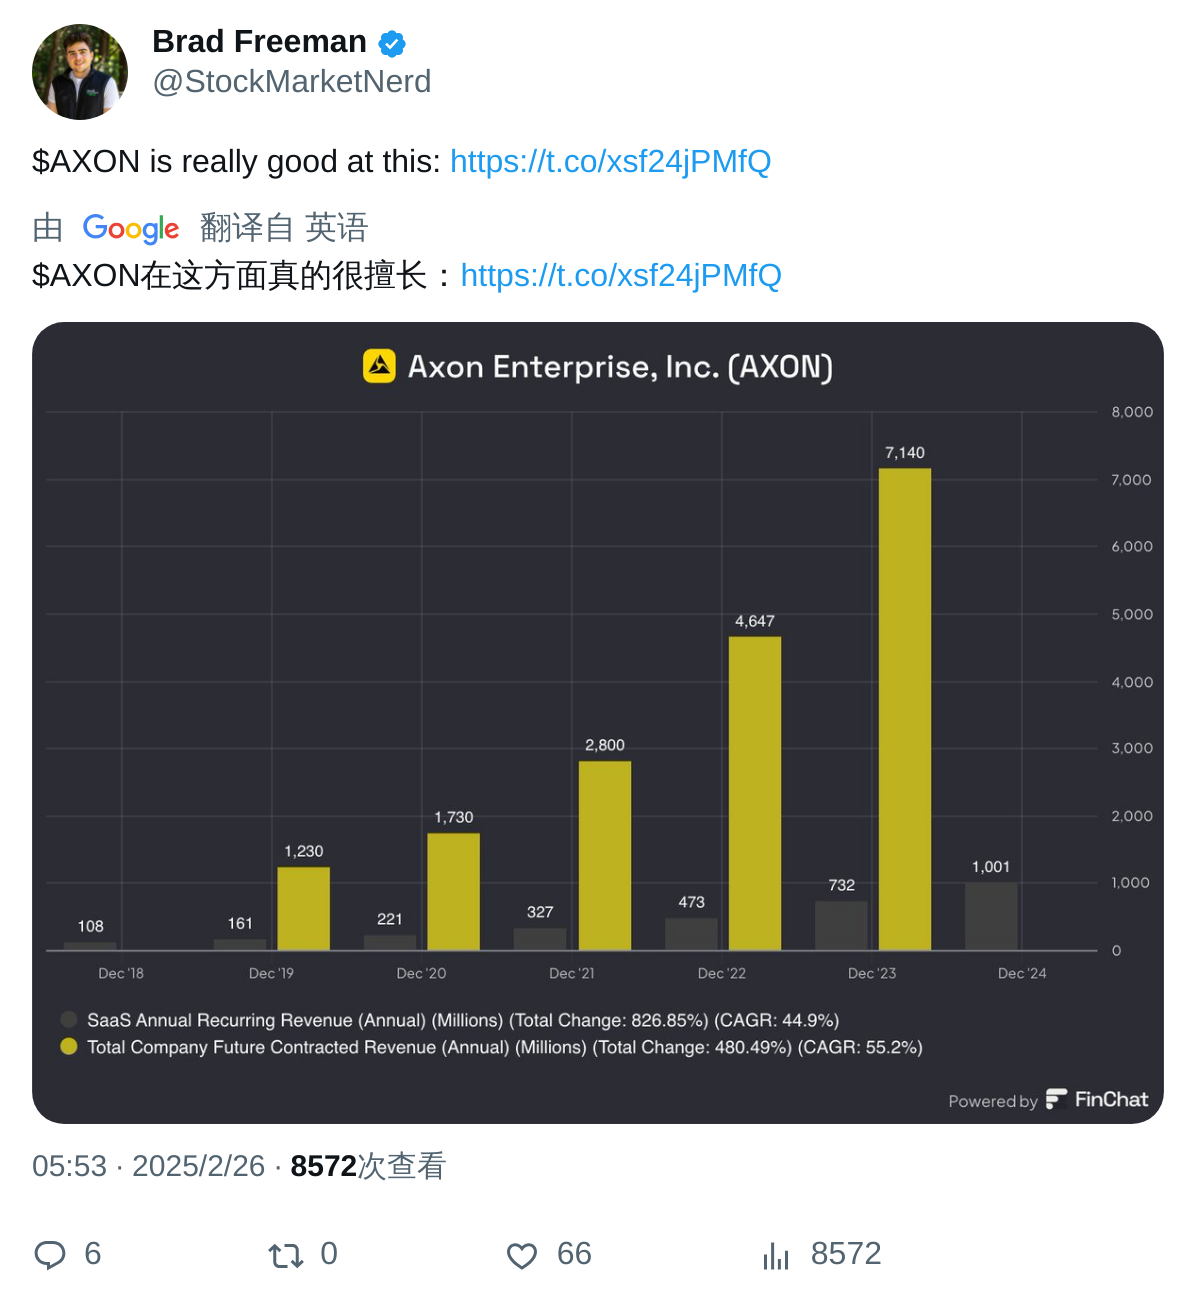 Brad Freeman
@StockMarketNerd
$AXON is really good at this: https://t.co/xsf24jPMfQ
由 Google 翻译自 英语
$AXON在这方面真的很擅长：https://t.co/xsf24jPMfQ
Axon Enterprise, Inc. (AXON)
8,000
7,140
7,000
6,000
5,000
4,647
4,000
3,000
2,800
2,000
1,730
1,230
1,001
1,000
732
473
327
221
161
108
0
Dec '18 Dec '19 Dec '20 Dec '21 Dec '22 Dec '23 Dec '24
SaaS Annual Recurring Revenue (Annual) (Millions) (Total Change: 826.85%) (CAGR: 44.9%)
Total Company Future Contracted Revenue (Annual) (Millions) (Total Change: 480.49%) (CAGR: 55.2%)
Powered by FinChat
05:53 · 2025/2/26 · 8572次查看
6 0 66 8572